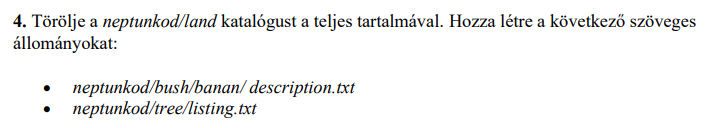 4. Törölje a neptunkod/land katalógust a teljes tartalmával. Hozza létre a következő szöveges
állományokat:
• neptunkod/bush/banan/ description.txt
• neptunkod/tree/listing.txt